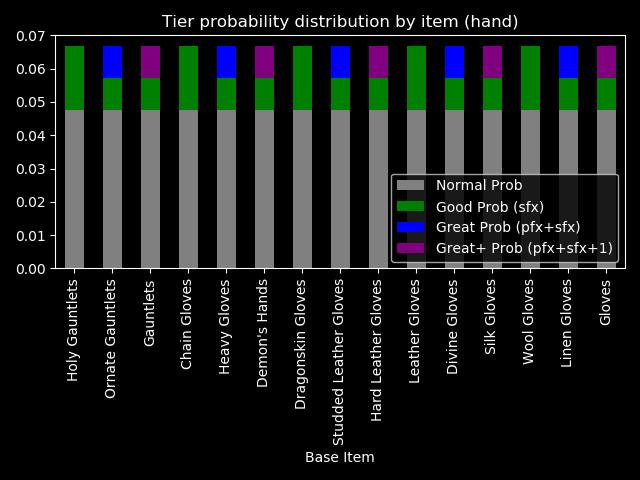 Tier probability distribution by item (hand)
0.07
0.06
0.05
0.04
0.03
0.02
0.01
0.00
Normal Prob
Good Prob (sfx)
Great Prob (pfx+sfx)
Great+ Prob (pfx+sfx+1)
Holy Gauntlets
Ornate Gauntlets
Gauntlets
Chain Gloves
Heavy Gloves
Demon's Hands
Dragonskin Gloves
Studded Leather Gloves
Hard Leather Gloves
Leather Gloves
Divine Gloves
Silk Gloves
Wool Gloves
Linen Gloves
Gloves
Base Item